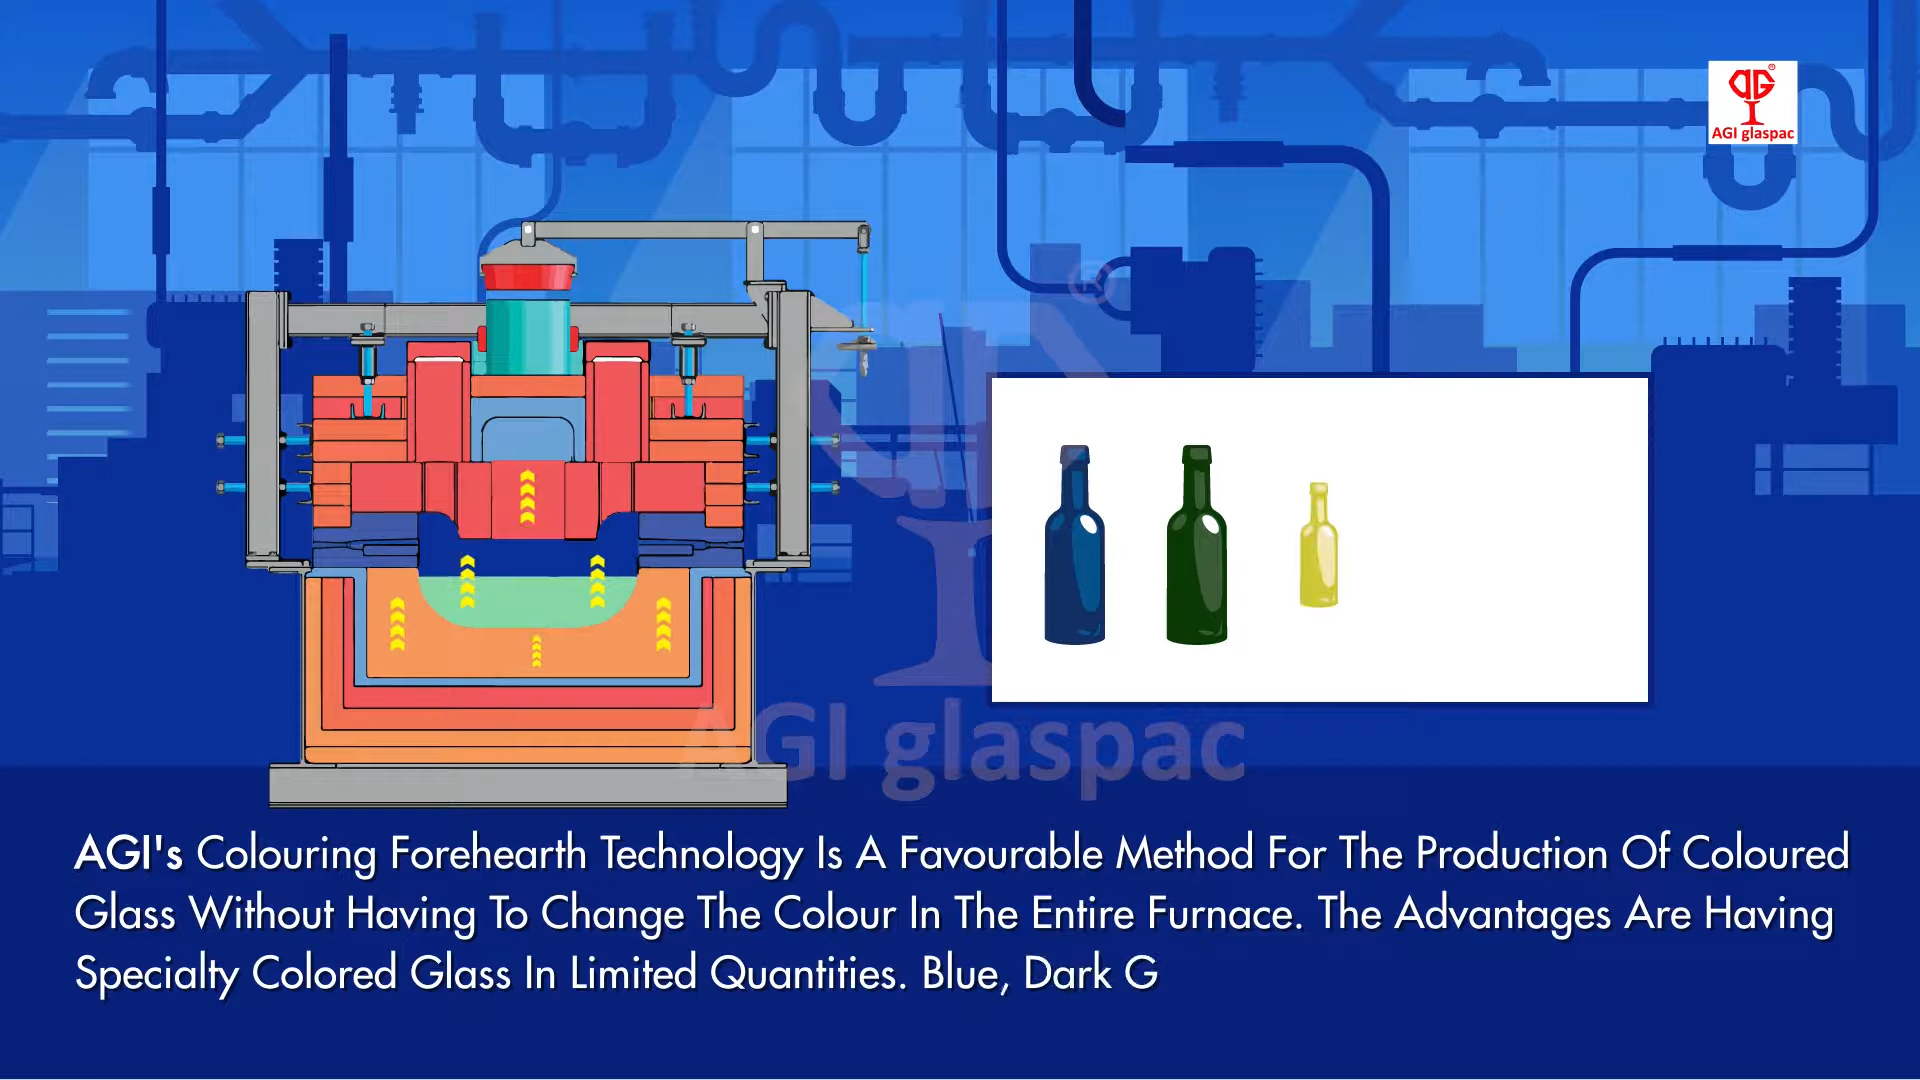 AG®
AGI glaspac
®
AGI glaspac
AGI's Colouring Forehearth Technology Is A Favourable Method For The Production Of Coloured
Glass Without Having To Change The Colour In The Entire Furnace. The Advantages Are Having
Specialty Colored Glass In Limited Quantities. Blue, Dark G